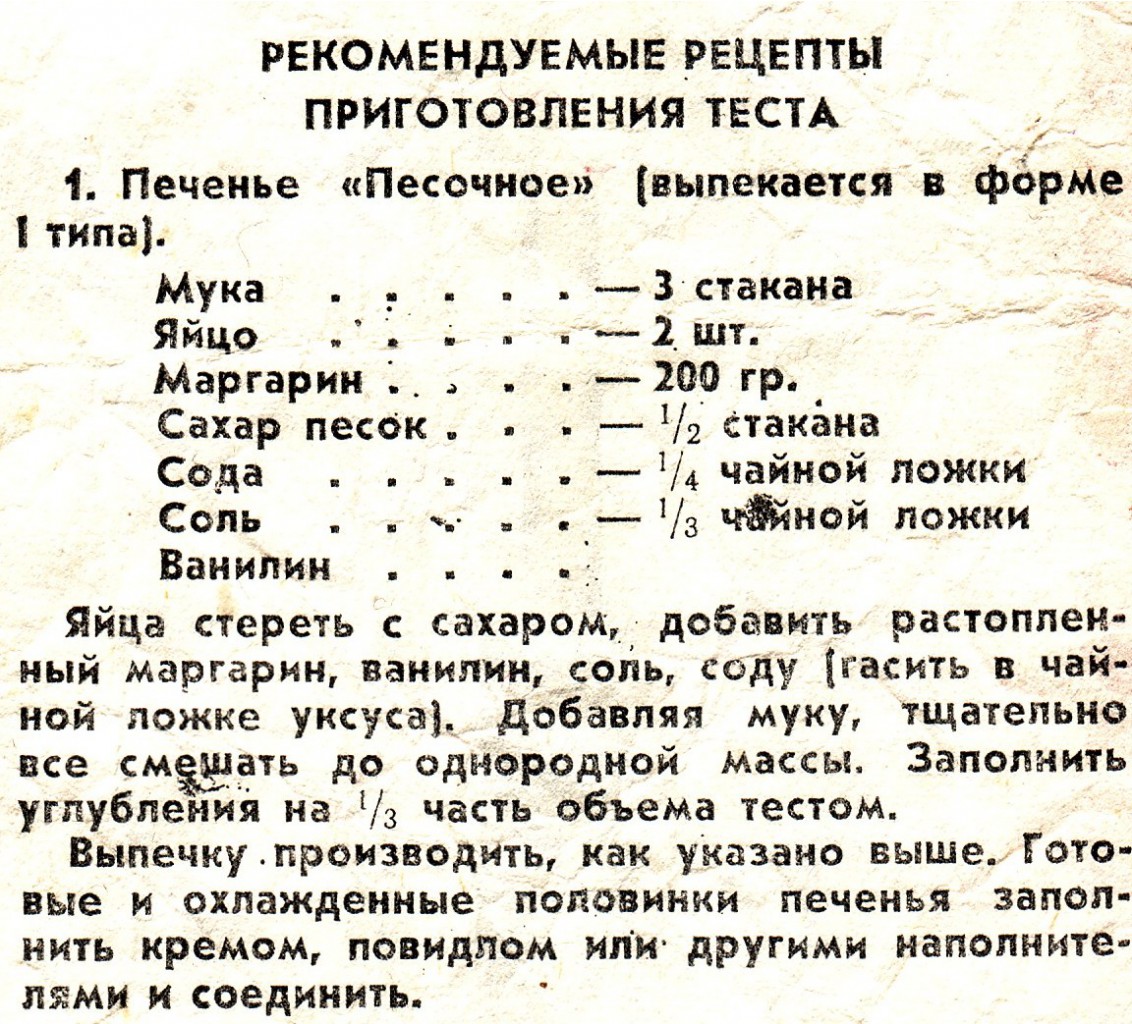 РЕКОМЕНДУЕМЫЕ РЕЦЕПТЫ
ПРИГОТОВЛЕНИЯ ТЕСТА
1. Печенье «Песочное» (выпекается в форме
I типа).
Мука . . . . . — 3 стакана
Яйцо . . . . . — 2 шт.
Маргарин . . . . — 200 гр.
Сахар песок . . . — 1/2 стакана
Сода . . . . . — 1/4 чайной ложки
Соль . . . . . — 1/3 чайной ложки
Ванилин . . . .
Яйца стереть с сахаром, добавить растоплен-
ный маргарин, ванилин, соль, соду (гасить в чай-
ной ложке уксуса). Добавляя муку, тщательно
все смешать до однородной массы. Заполнить
углубления на 1/3 часть объема тестом.
Выпечку производить, как указано выше. Гото-
вые и охлажденные половинки печенья запол-
нить кремом, повидлом или другими наполните-
лями и соединить.